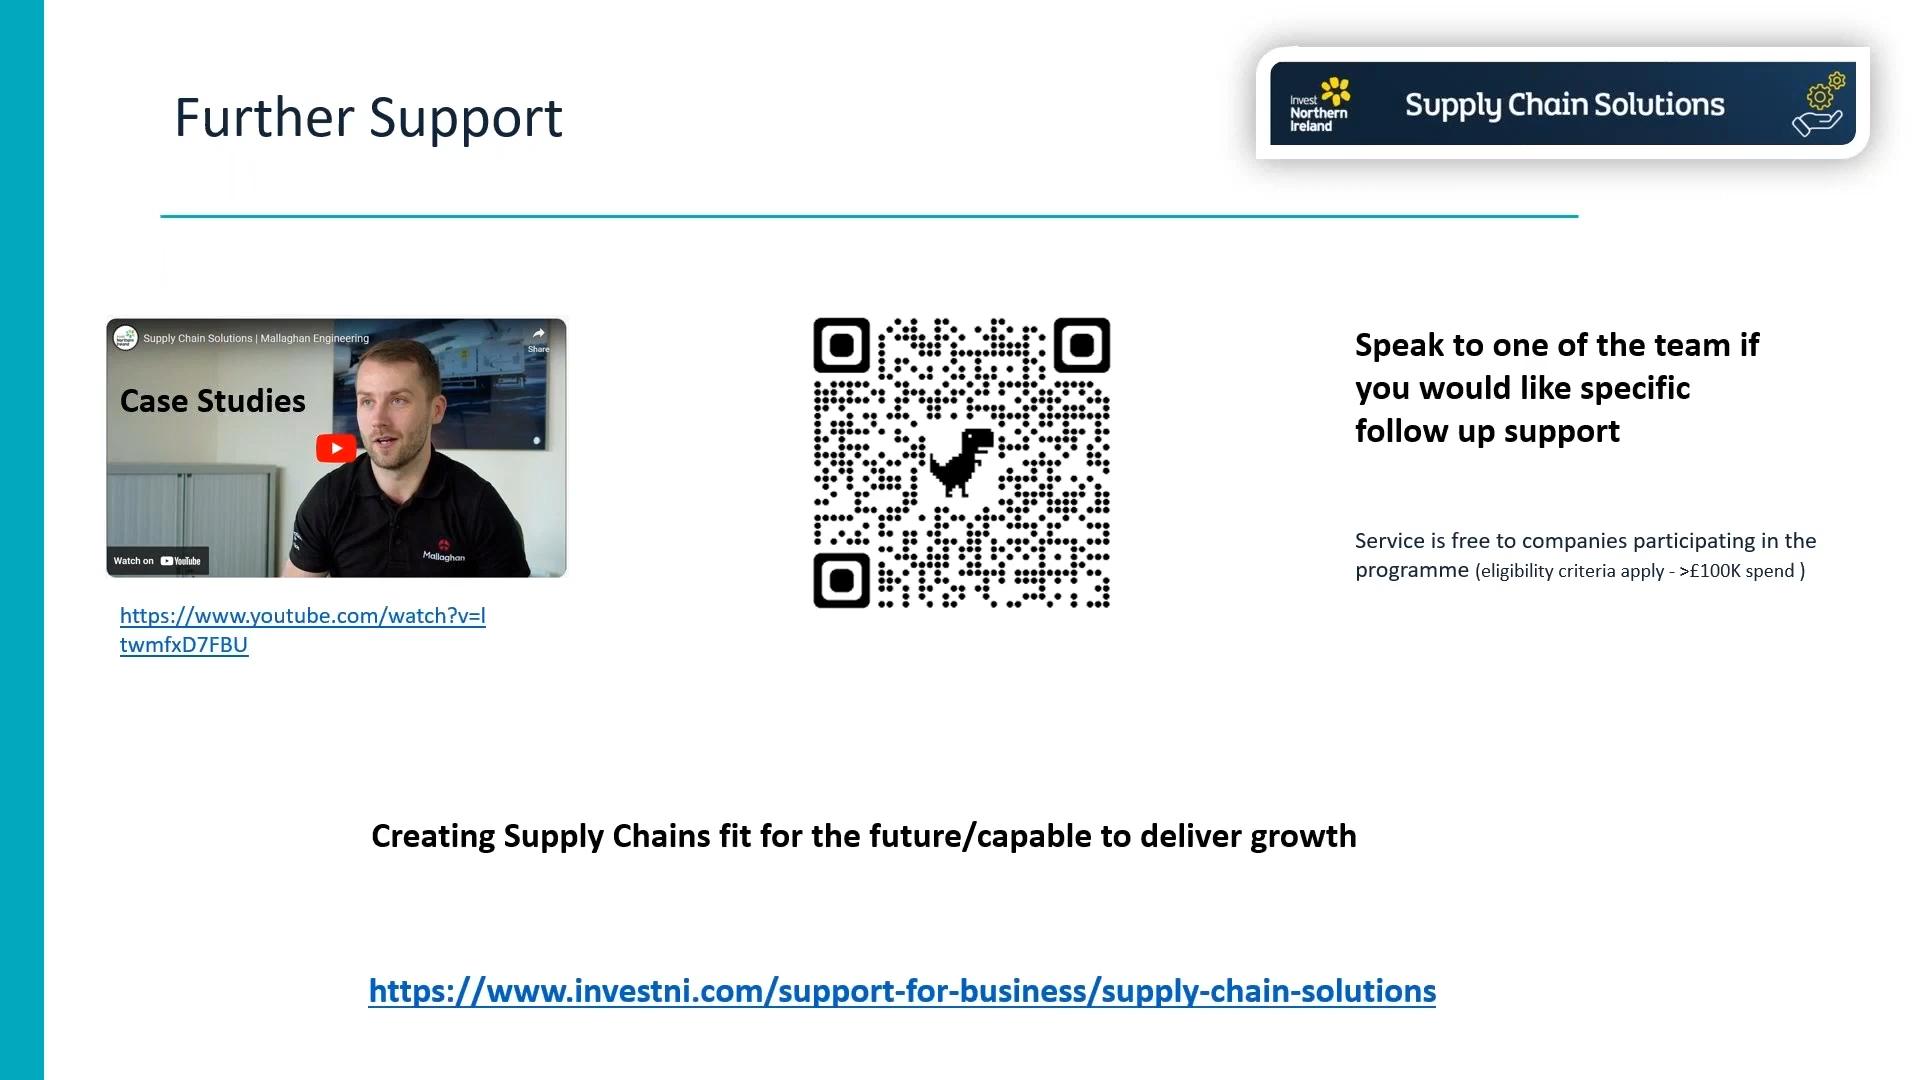 Further Support
Invest
Northern
Ireland
Supply Chain Solutions
Supply Chain Solutions | Mallaghan Engineering
Share
Case Studies
Mallaghan
Watch on YouTube
https://www.youtube.com/watch?v=l
twmfxD7FBU
Speak to one of the team if
you would like specific
follow up support
Service is free to companies participating in the
programme (eligibility criteria apply - >£100K spend )
Creating Supply Chains fit for the future/capable to deliver growth
https://www.investni.com/support-for-business/supply-chain-solutions